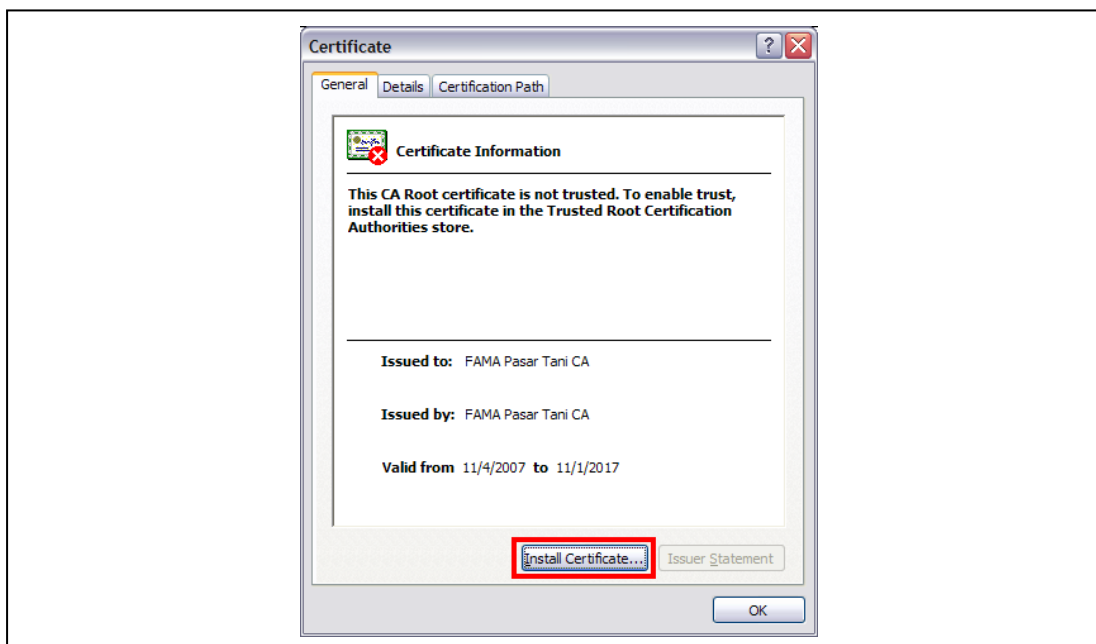 Certificate
General Details Certification Path
Certificate Information
This CA Root certificate is not trusted. To enable trust,
install this certificate in the Trusted Root Certification
Authorities store.
Issued to: FAMA Pasar Tani CA
Issued by: FAMA Pasar Tani CA
Valid from 11/4/2007 to 11/1/2017
Install Certificate... Issuer Statement
OK